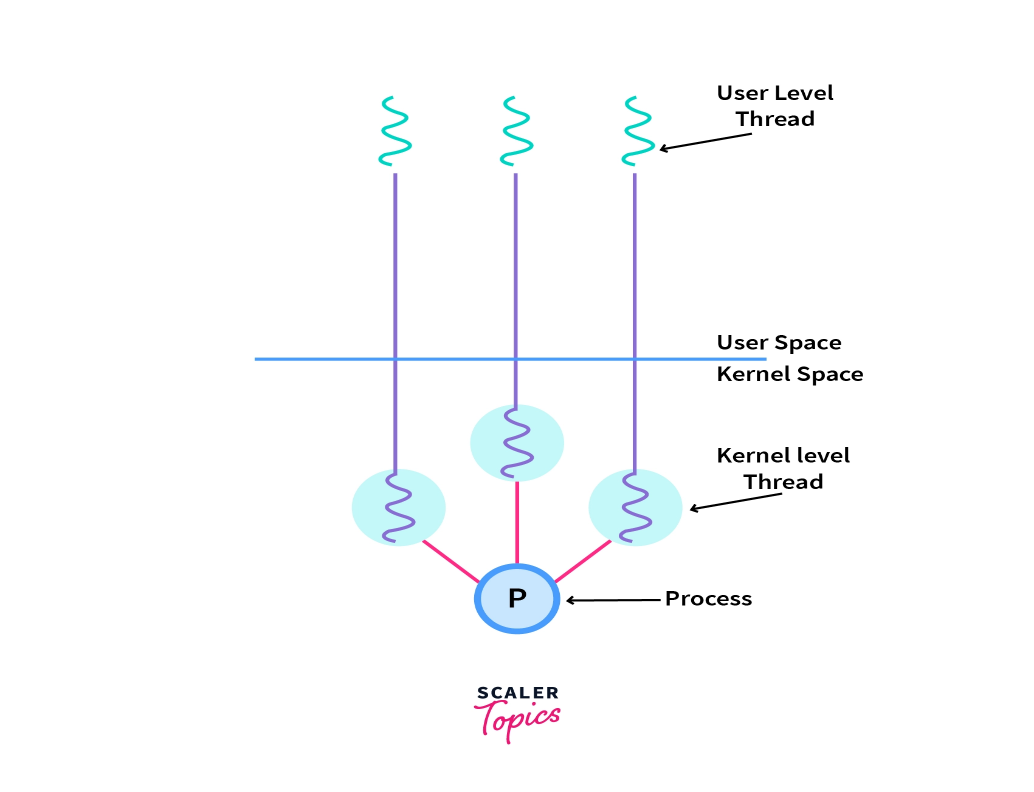 User Level
Thread
User Space
Kernel Space
Kernel level
Thread
P
Process
SCALER
Topics